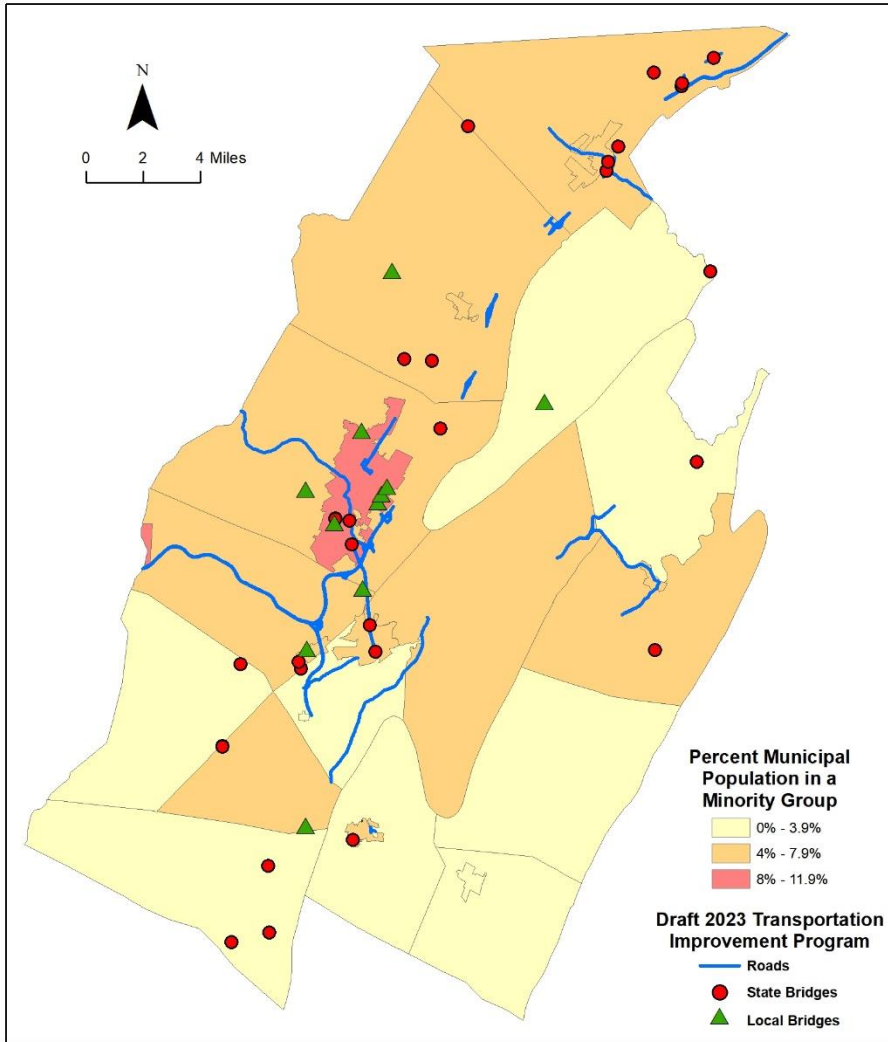 N
0 2 4 Miles
Percent Municipal
Population in a
Minority Group
0% - 3.9%
4% - 7.9%
8% - 11.9%
Draft 2023 Transportation
Improvement Program
Roads
State Bridges
Local Bridges